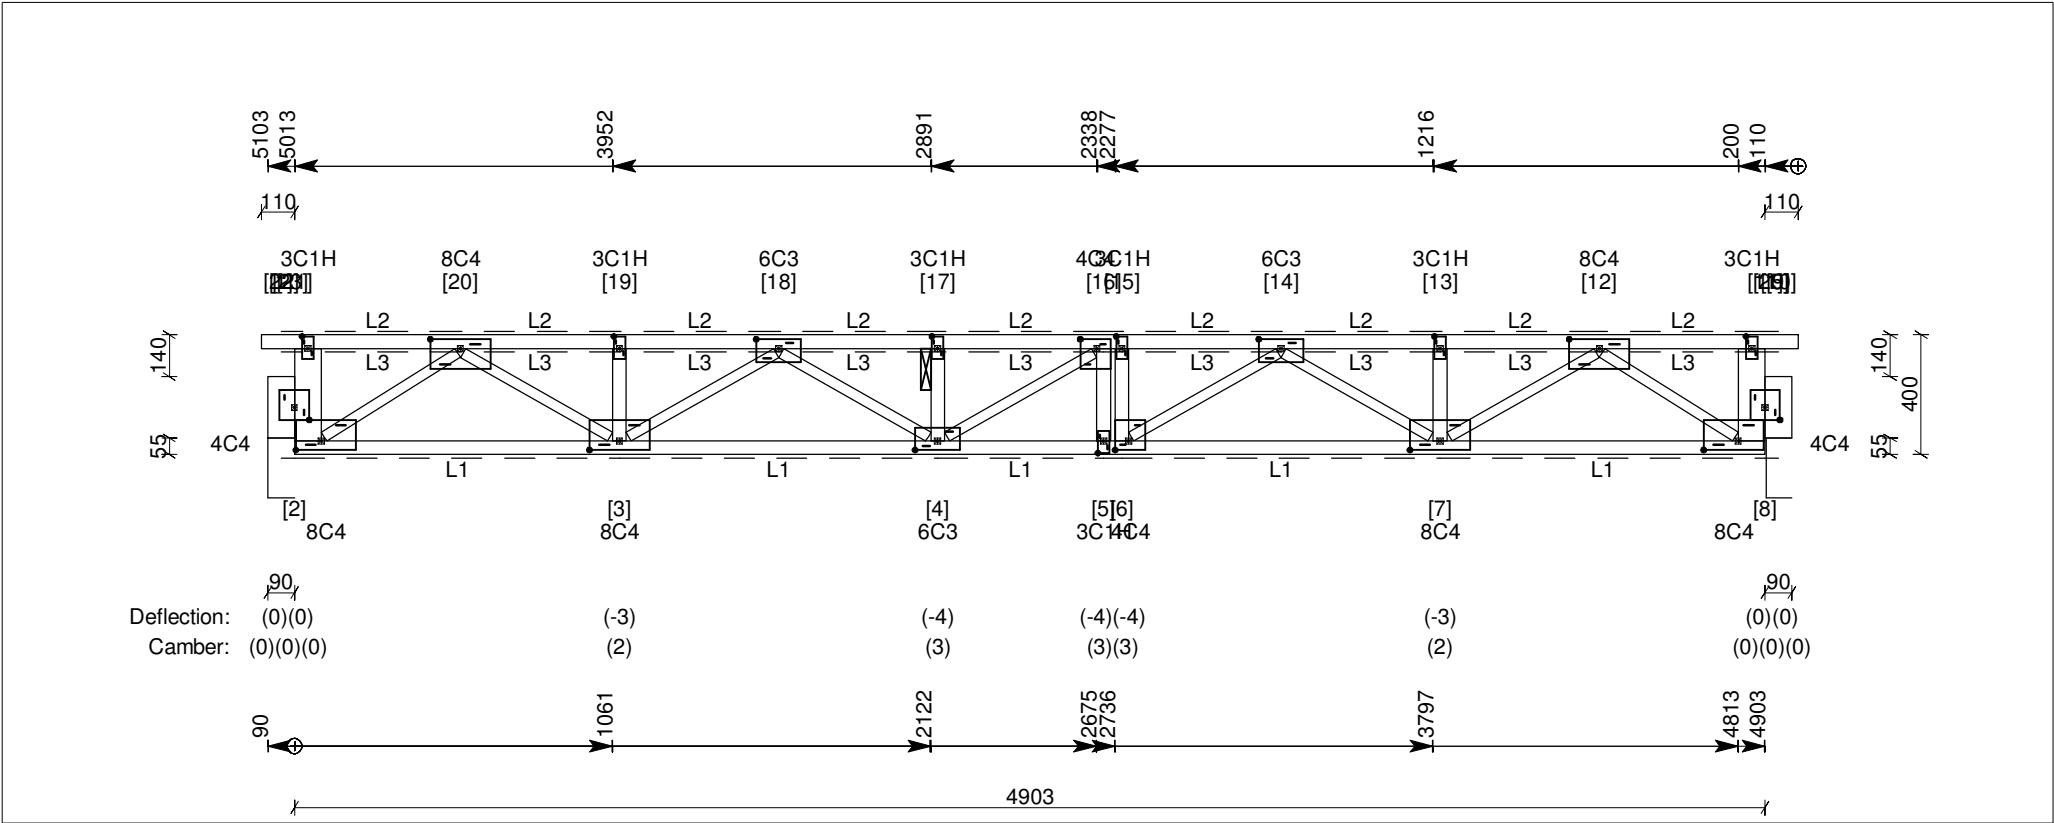 5103 5013 3952 2891 2338 2277 1216 200 110
110 110
3C1H 8C4 3C1H 6C3 3C1H 3C1H 6C3 3C1H 8C4 3C1H
[20] [19] [18] [17] [14] [13] [12]
L2 L2 L2 L2 L2 L2 L2 L2 L2
L3 L3 L3 L3 L3 L3 L3 L3 L3
140 140
400
55 55
4C4 4C4
L1 L1 L1 L1 L1
[2] [3] [4] [5] [6] [7] [8]
8C4 8C4 6C3 4C4 8C4 8C4
90 90
Deflection: (0)(0) (-3) (-4) (-4)(-4) (-3) (0)(0)
Camber: (0)(0)(0) (2) (3) (3)(3) (2) (0)(0)(0)
90 1061 2122 2675 2736 3797 4813 4903
4903